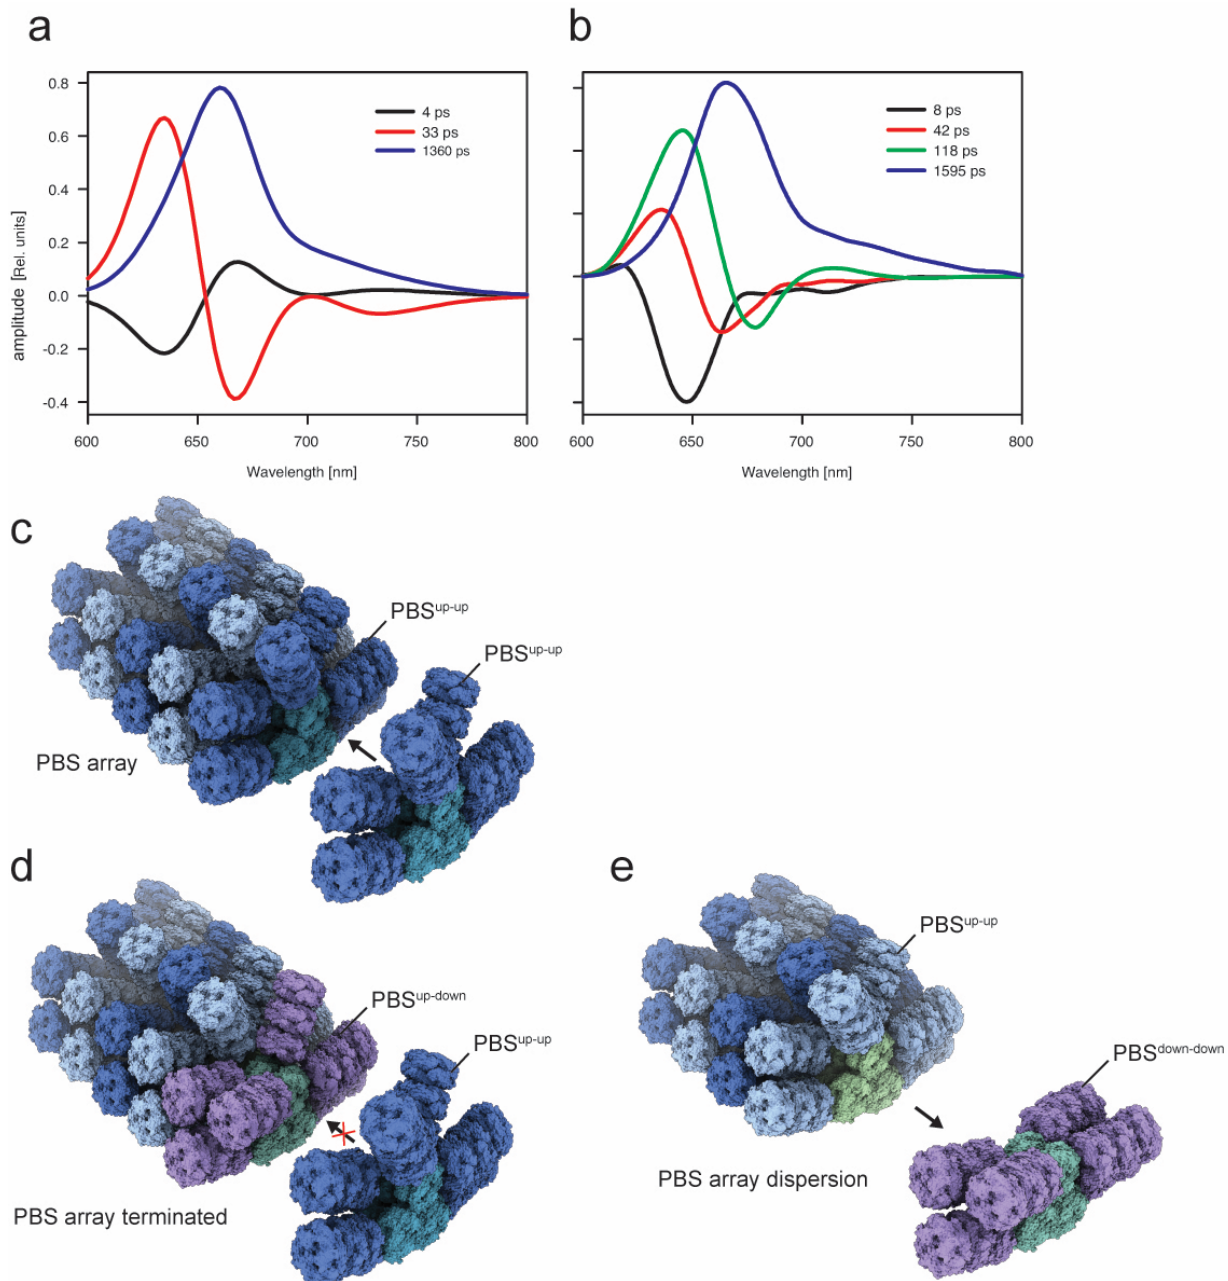 a
b
0.8
0.6
0.4
0.2
0.0
-0.2
-0.4
amplitude [Rel. units]
4 ps
33 ps
1360 ps
8 ps
42 ps
118 ps
1595 ps
600 650 700 750 800
600 650 700 750 800
Wavelength [nm]
Wavelength [nm]
c
PBSup-up
PBSup-up
PBS array
d
PBSup-down
PBSup-up
PBS array terminated
e
PBSup-up
PBSdown-down
PBS array dispersion